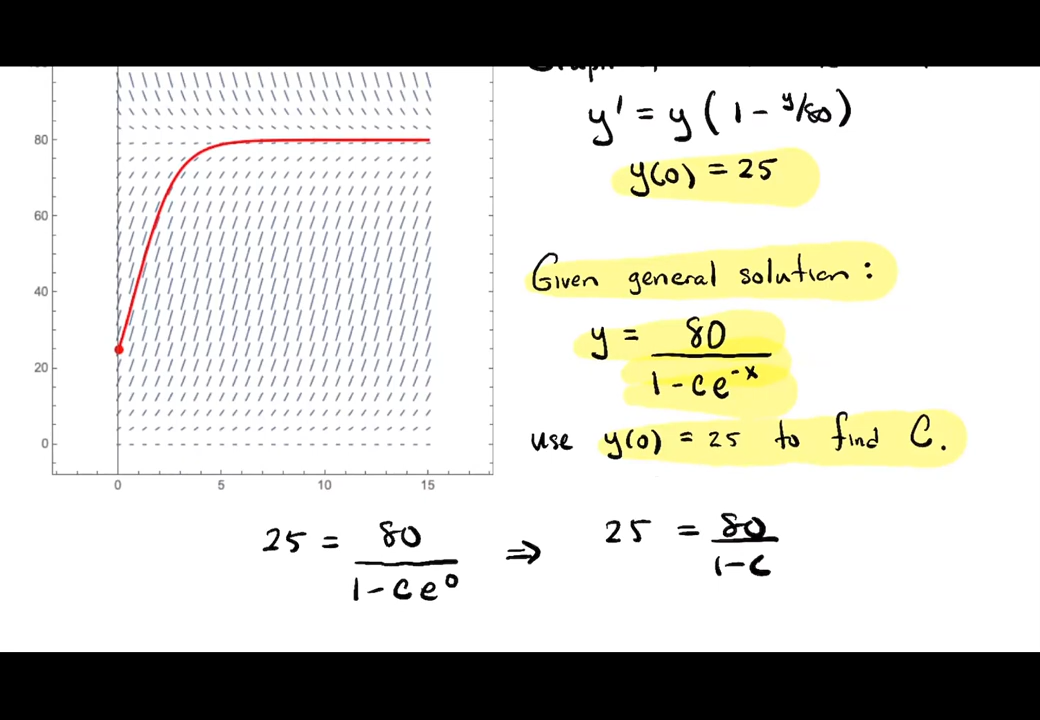 80
60
40
20
0
0 5 10 15
y' = y (1 - y/80)
y(0) = 25
Given general solution:
y = 80 / 1 - Ce^-x
use y(0) = 25 to find C.
25 = 80 / 1 - Ce^0 ⇒ 25 = 80 / 1 - C